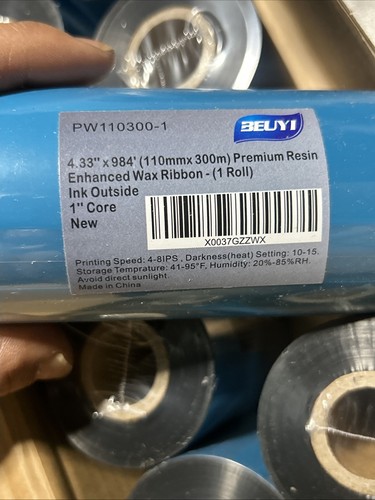 PW110300-1
BEUYI
4.33" x 984' (110mmx 300m) Premium Resin
Enhanced Wax Ribbon - (1 Roll)
Ink Outside
1" Core
New
X0037GZZWX
Printing Speed: 4-8IPS , Darkness(heat) Setting: 10-15.
Storage Temprature: 41-95°F, Humidity: 20%-85%RH.
Avoid direct sunlight.
Made in China